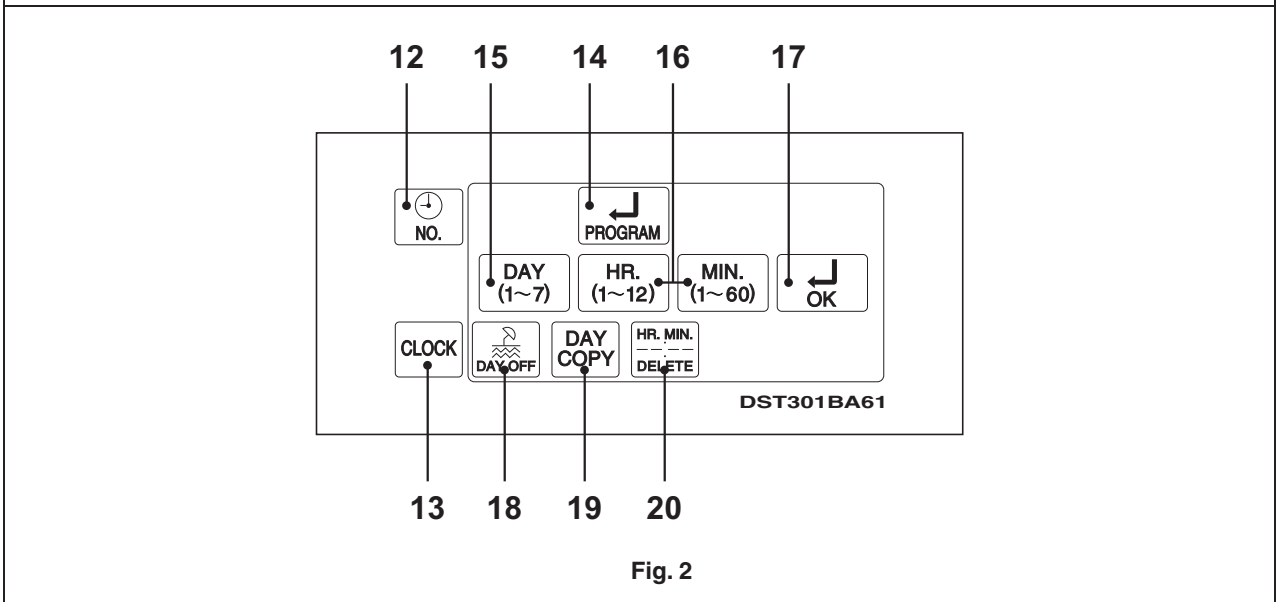 12 15 14 16 17
NO.
PROGRAM
DAY
(1~7)
HR.
(1~12)
MIN.
(1~60)
OK
CLOCK
DAY OFF
DAY
COPY
HR. MIN.
DELETE
DST301BA61
13 18 19 20
Fig. 2